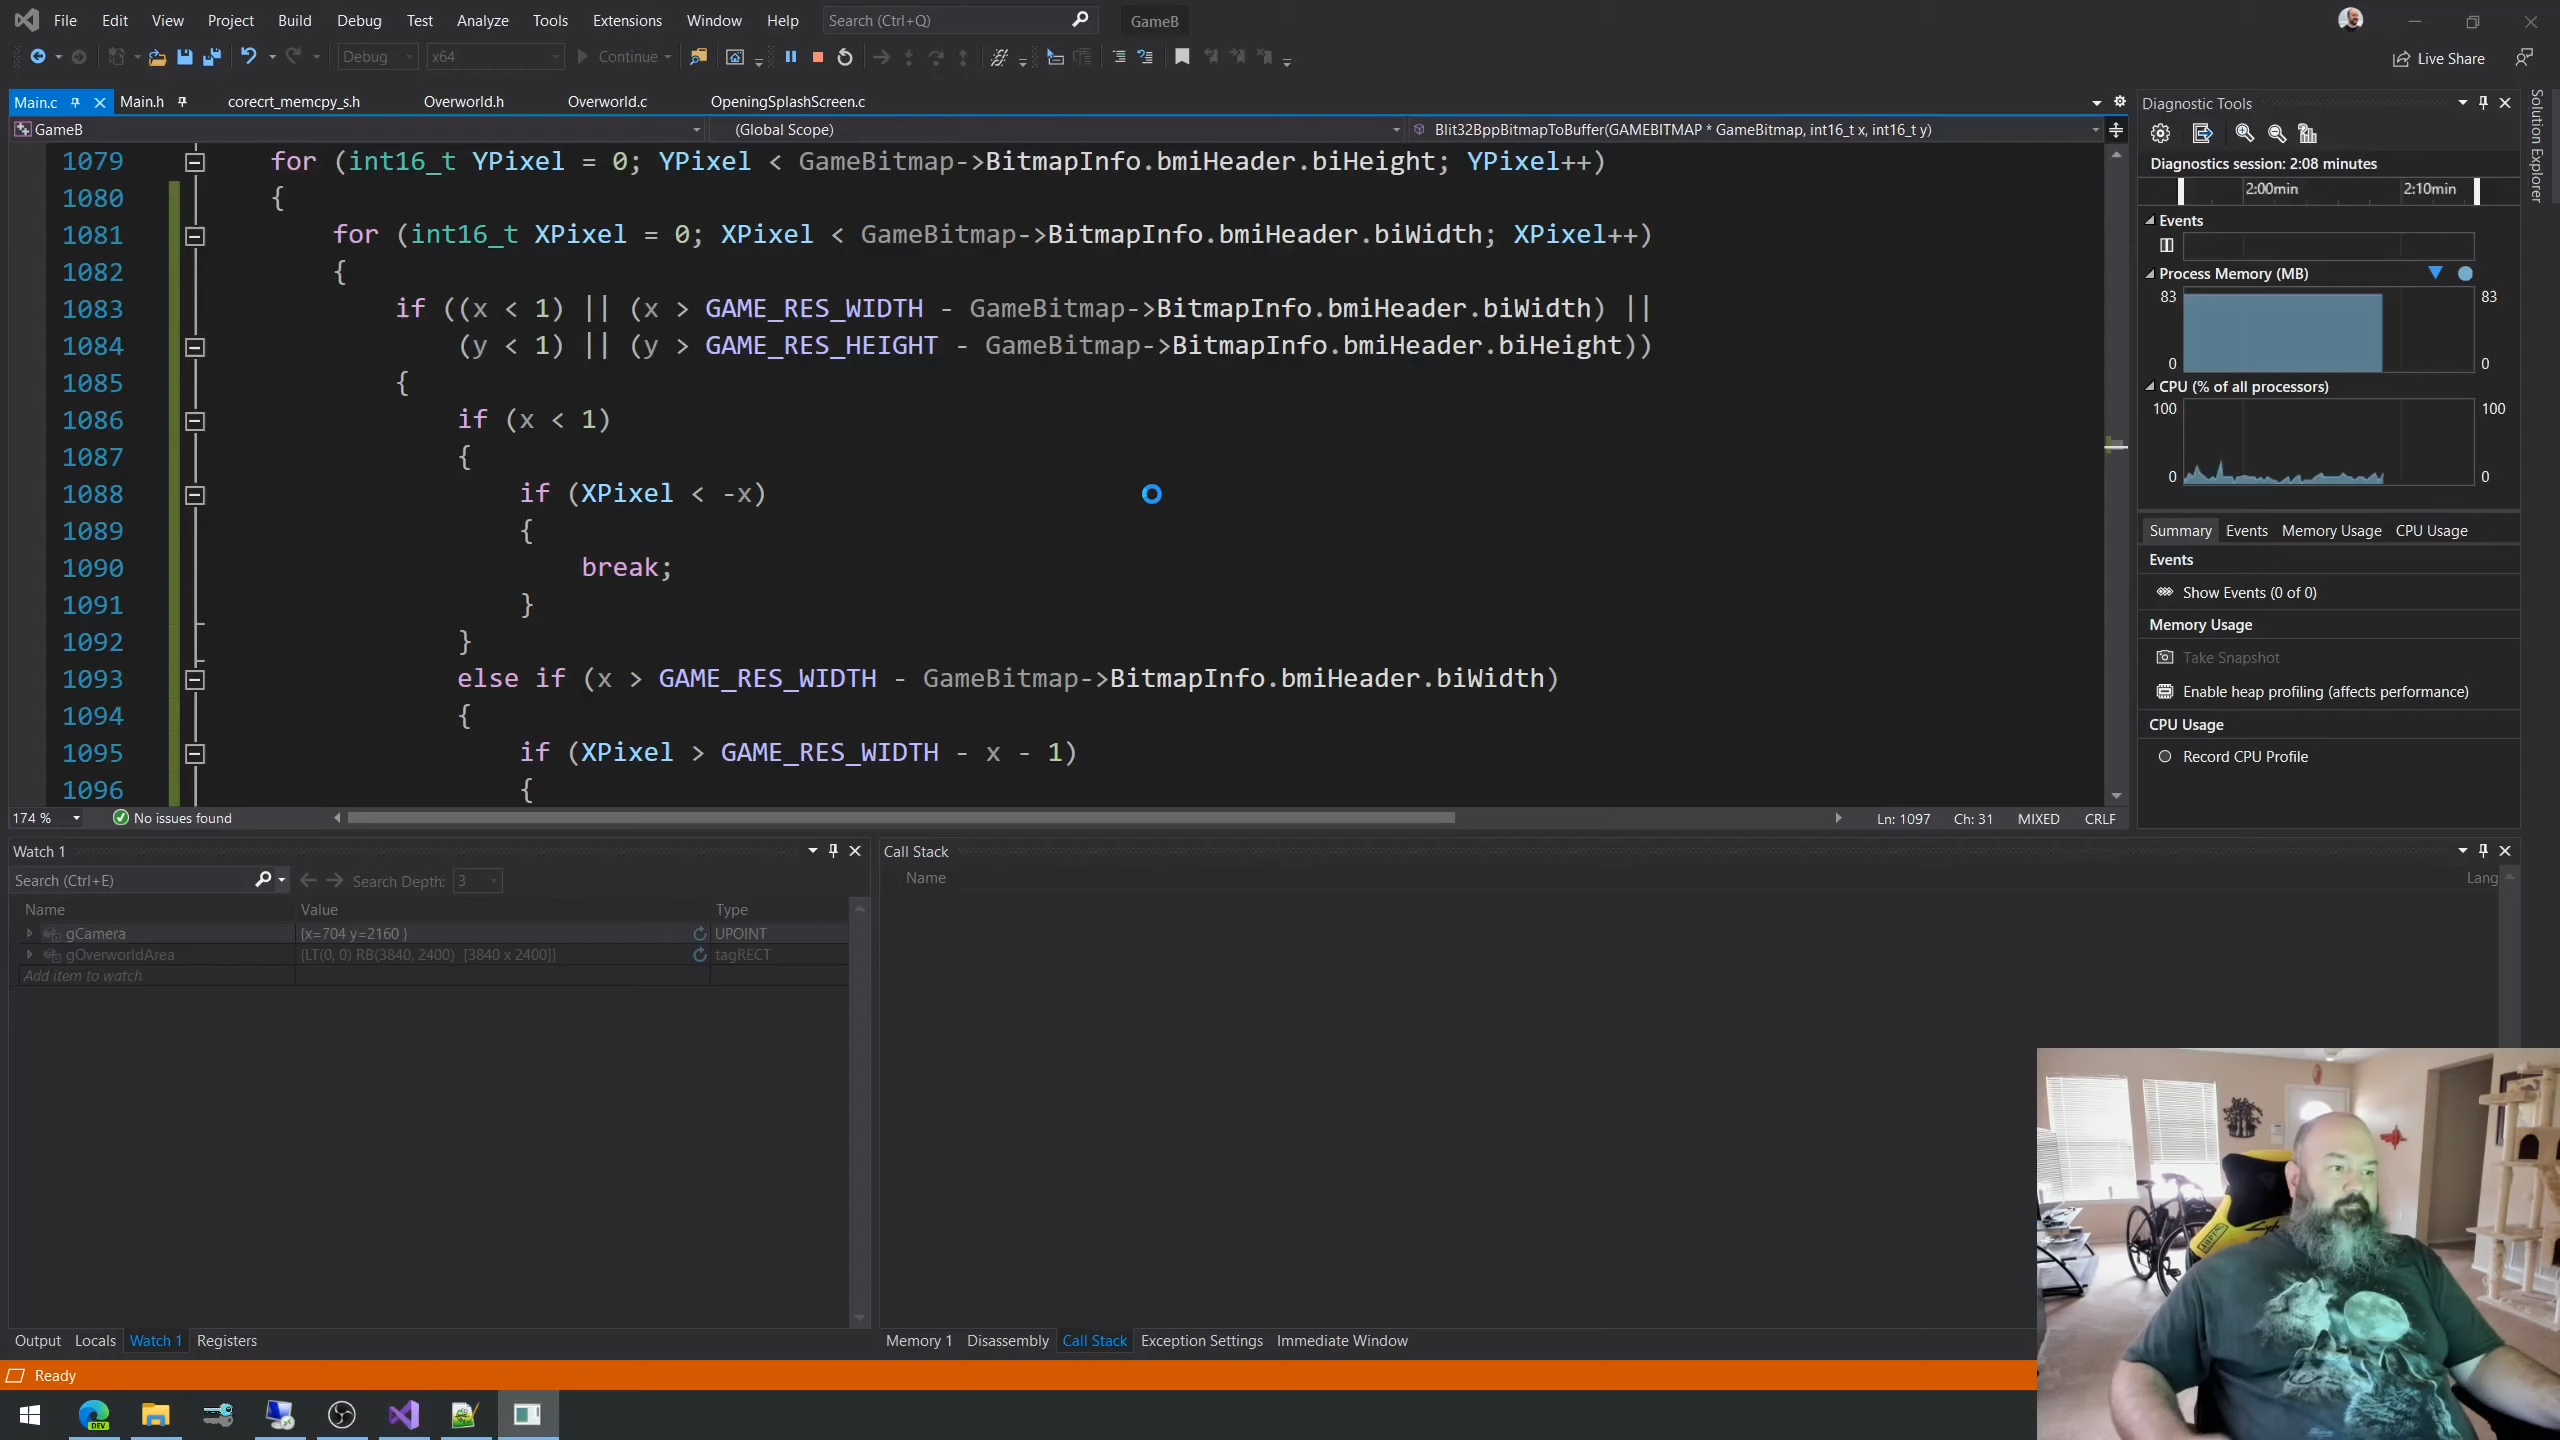 File Edit View Project Build Debug Test Analyze Tools Extensions Window Help Search (Ctrl+Q) GameB
Debug x64 Continue Live Share
Main.c Main.h corecrt_memcpy_s.h Overworld.h Overworld.c OpeningSplashScreen.c
GameB (Global Scope) Blit32BppBitmapToBuffer(GAMEBITMAP * GameBitmap, int16_t x, int16_t y)
1079 for (int16_t YPixel = 0; YPixel < GameBitmap->BitmapInfo.bmiHeader.biHeight; YPixel++)
1080 {
1081 for (int16_t XPixel = 0; XPixel < GameBitmap->BitmapInfo.bmiHeader.biWidth; XPixel++)
1082 {
1083 if ((x < 1) || (x > GAME_RES_WIDTH - GameBitmap->BitmapInfo.bmiHeader.biWidth) ||
1084 (y < 1) || (y > GAME_RES_HEIGHT - GameBitmap->BitmapInfo.bmiHeader.biHeight))
1085 {
1086 if (x < 1)
1087 {
1088 if (XPixel < -x)
1089 {
1090 break;
1091 }
1092 }
1093 else if (x > GAME_RES_WIDTH - GameBitmap->BitmapInfo.bmiHeader.biWidth)
1094 {
1095 if (XPixel > GAME_RES_WIDTH - x - 1)
1096 {
174 % No issues found Ln: 1097 Ch: 31 MIXED CRLF
Diagnostic Tools
Diagnostics session: 2:08 minutes
2:00min 2:10min
Events
Process Memory (MB)
83 83
0 0
CPU (% of all processors)
100 100
0 0
Summary Events Memory Usage CPU Usage
Events
Show Events (0 of 0)
Memory Usage
Take Snapshot
Enable heap profiling (affects performance)
CPU Usage
Record CPU Profile
Solution Explorer
Watch 1
Search (Ctrl+E) Search Depth: 3
Name Value Type
gCamera {x=704 y=2160 } UPOINT
gOverworldArea {LT(0, 0) RB(3840, 2400) [3840 x 2400]} tagRECT
Add item to watch
Output Locals Watch 1 Registers
Call Stack
Name Lang
Memory 1 Disassembly Call Stack Exception Settings Immediate Window
Ready
DEV